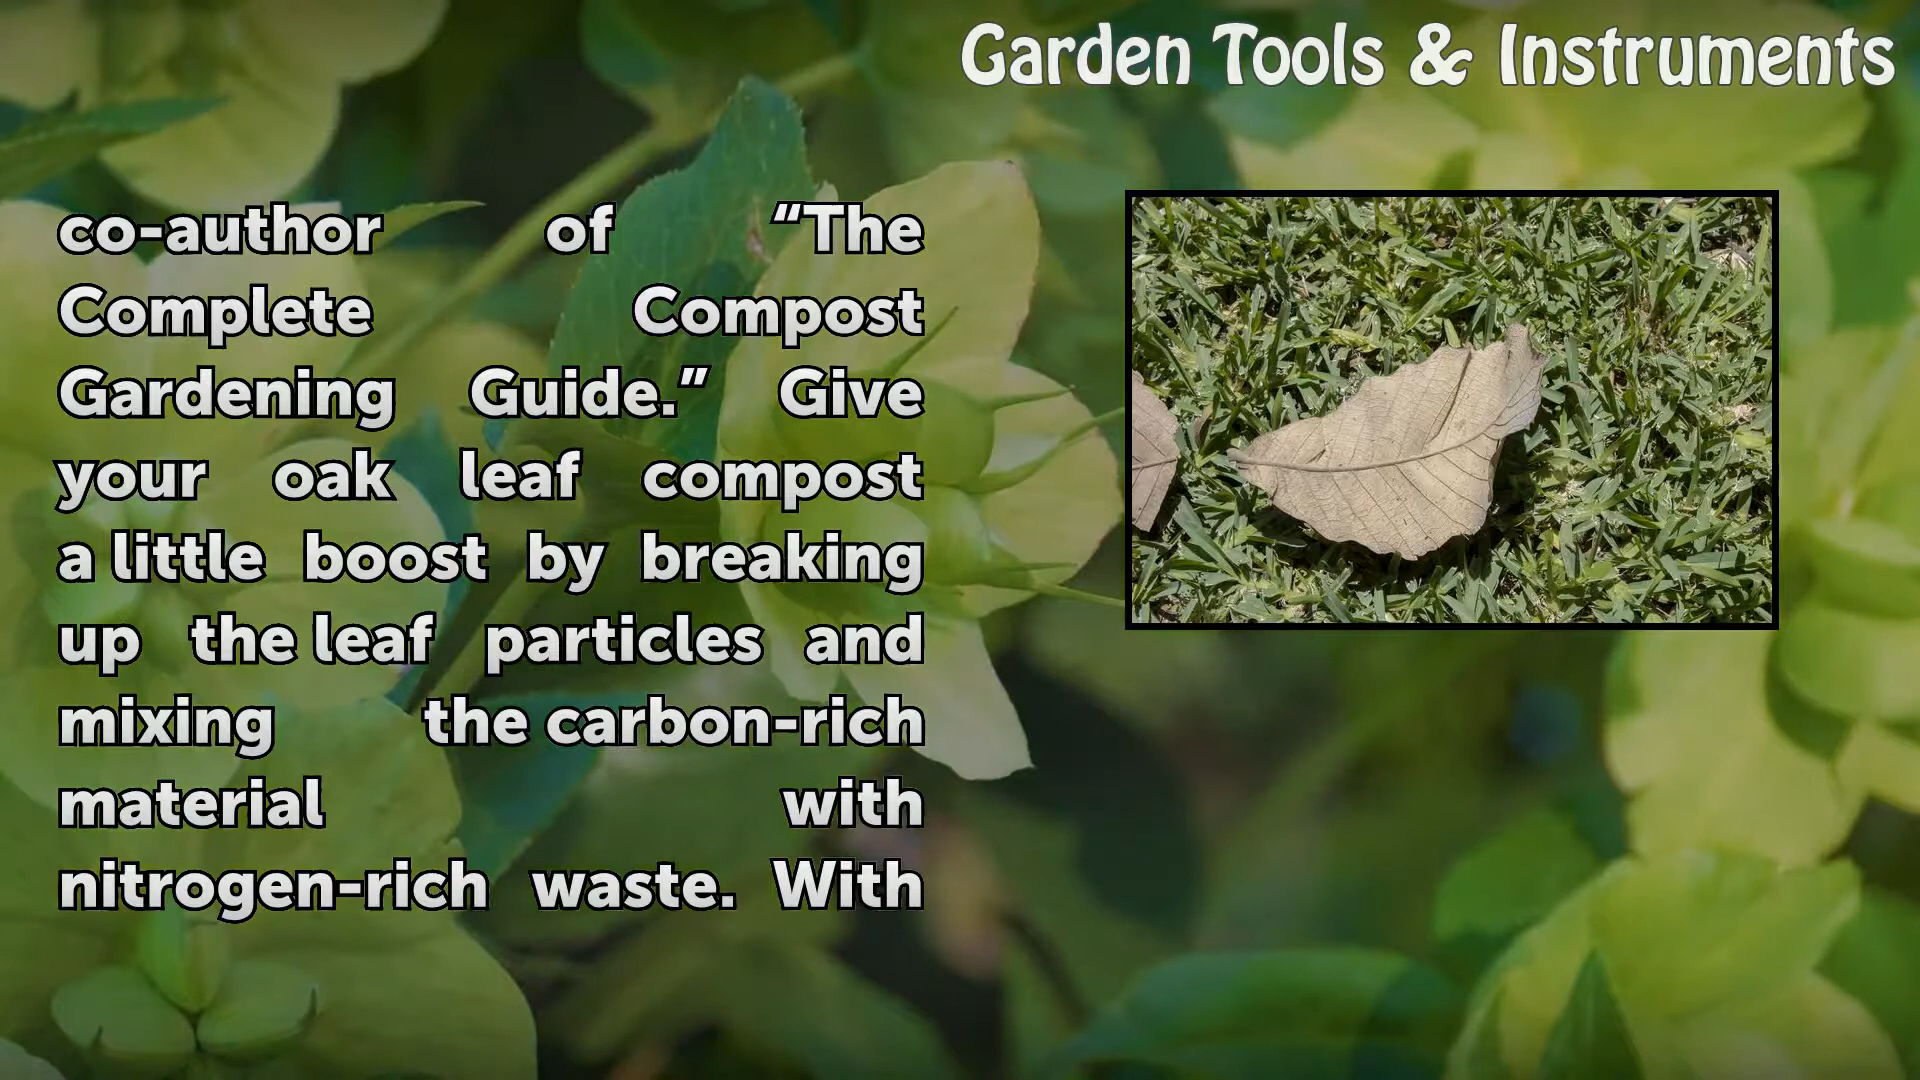 Garden Tools & Instruments
co-author of “The
Complete Compost
Gardening Guide.” Give
your oak leaf compost
a little boost by breaking
up the leaf particles and
mixing the carbon-rich
material with
nitrogen-rich waste. With